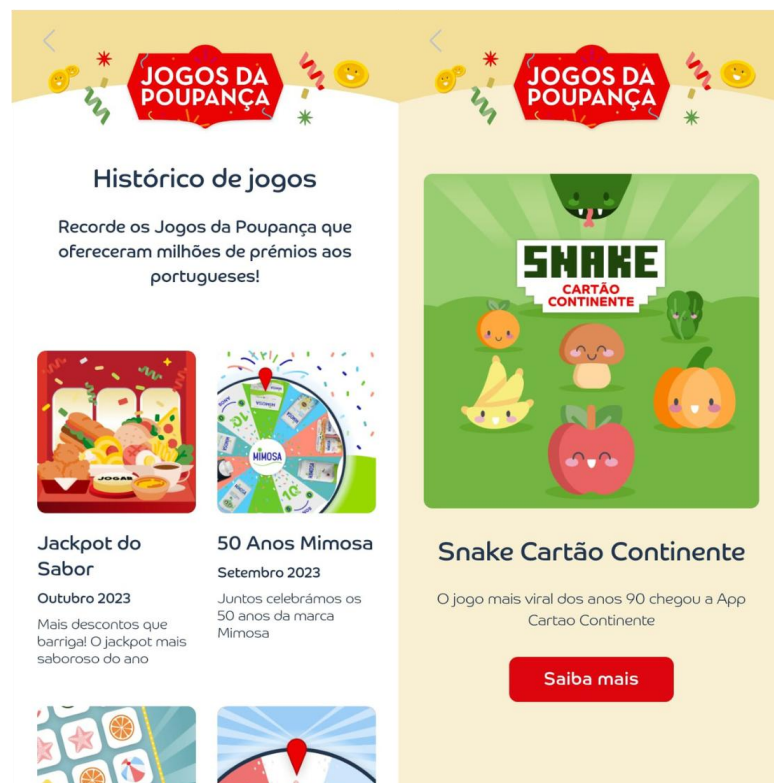 JOGOS DA
POUPANÇA
Histórico de jogos
Recorde os Jogos da Poupança que
ofereceram milhões de prémios aos
portugueses!
JOGAR
Jackpot do
Sabor
Outubro 2023
Mais descontos que
barriga! O jackpot mais
saboroso do ano
MIMOSA
50 Anos Mimosa
Setembro 2023
Juntos celebrámos os
50 anos da marca
Mimosa
JOGOS DA
POUPANÇA
SNAKE
CARTÃO
CONTINENTE
Snake Cartão Continente
O jogo mais viral dos anos 90 chegou a App
Cartao Continente
Saiba mais